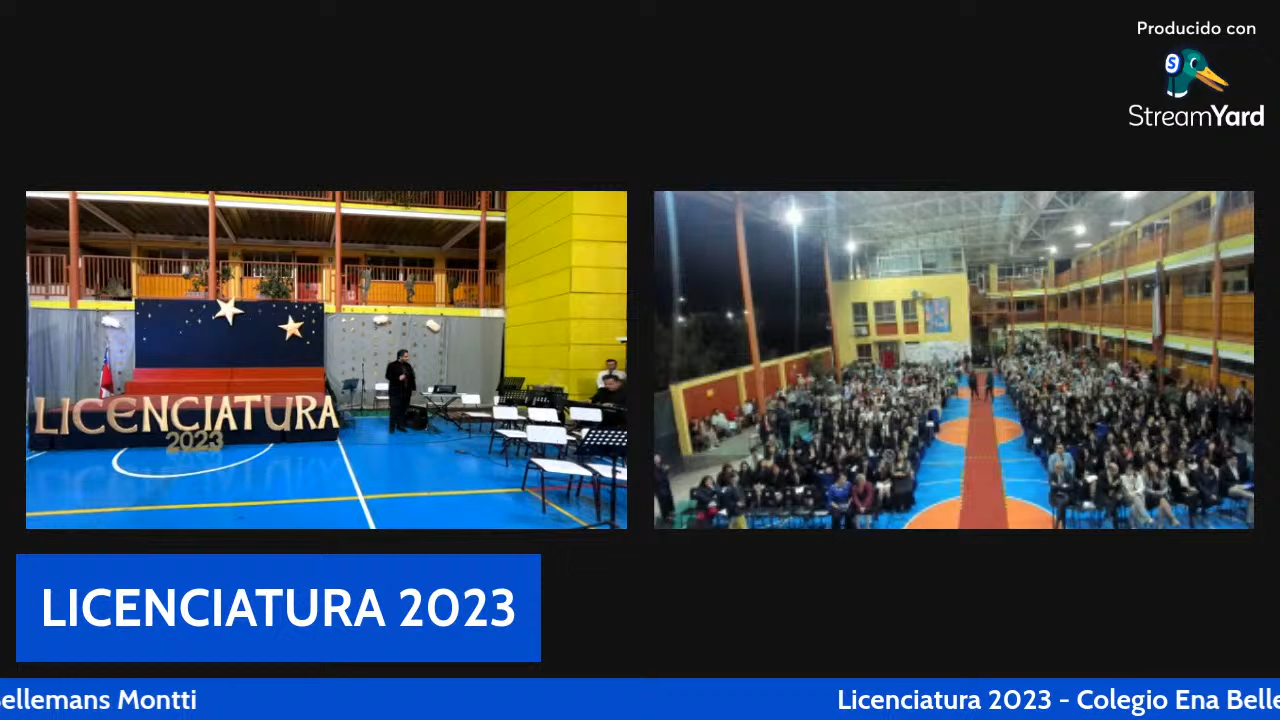 Producido con
StreamYard
LICENCIATURA
2023
LICENCIATURA 2023
ellemans Montti
Licenciatura 2023 - Colegio Ena Belle